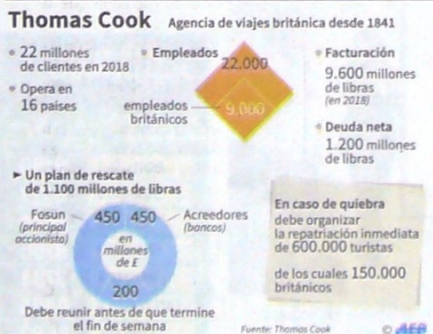 Thomas Cook Agencia de viajes británica desde 1841
22 millones
de clientes en 2018
Opera en
16 países
Empleados
22.000
empleados
británicos
9.000
Facturación
9.600 millones
de libras
(en 2018)
Deuda neta
1.200 millones
de libras
► Un plan de rescate
de 1.100 millones de libras
Fosun
(principal
accionista)
450 450
Acreedores
(bancos)
en
millones
de £
200
Debe reunir antes de que termine
el fin de semana
En caso de quiebra
debe organizar
la repatriación inmediata
de 600.000 turistas
de los cuales 150.000
británicos
Fuente: Thomas Cook
© AFP